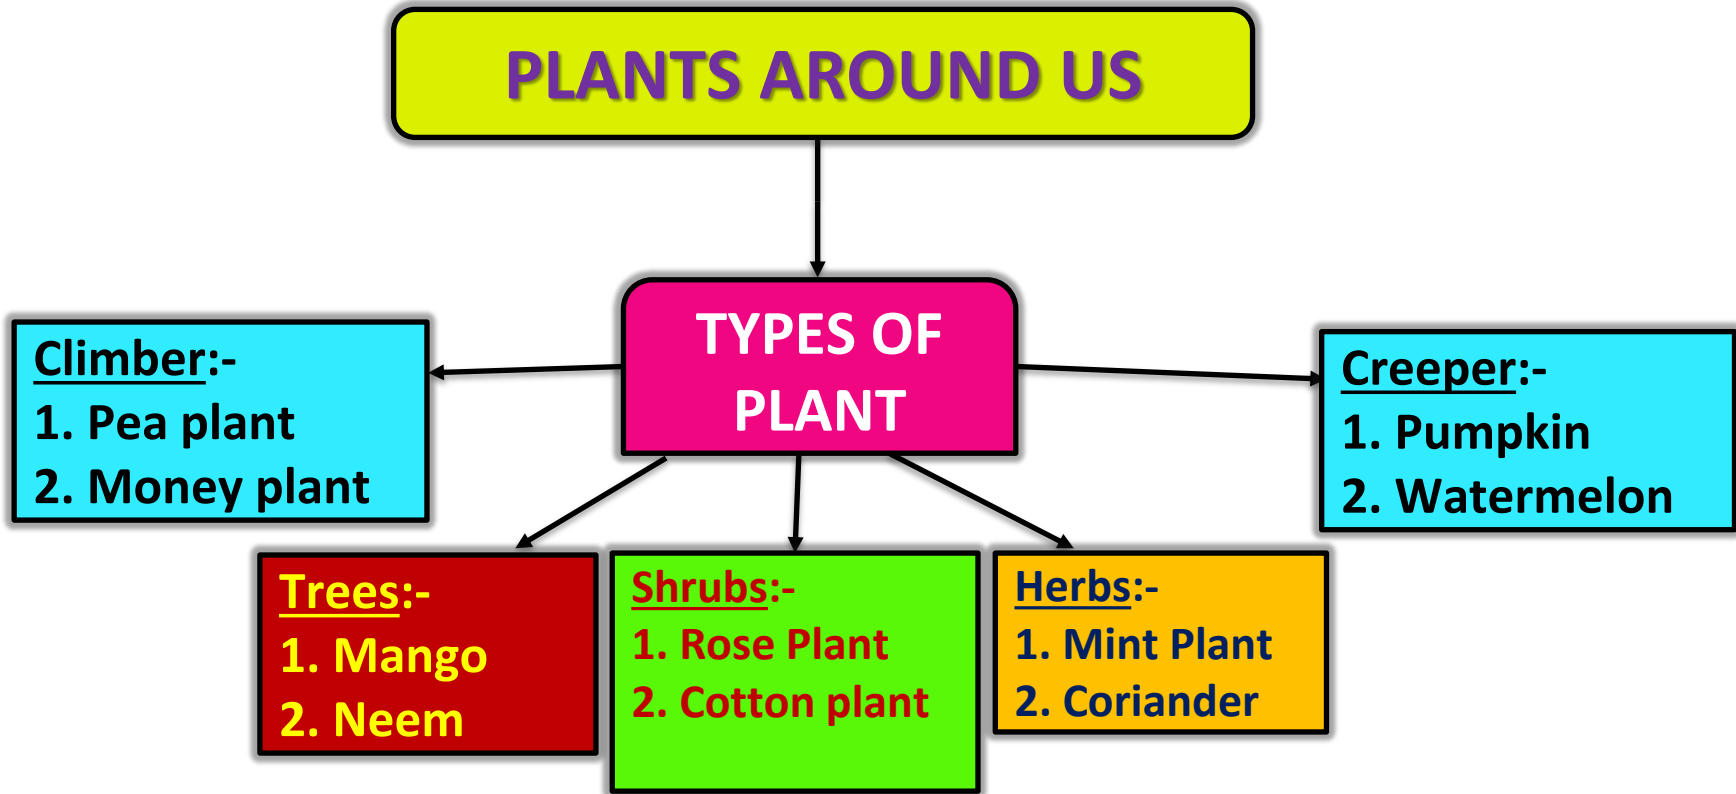 PLANTS AROUND US
TYPES OF
PLANT
Climber:-
1. Pea plant
2. Money plant
Creeper:-
1. Pumpkin
2. Watermelon
Trees:-
1. Mango
2. Neem
Shrubs:-
1. Rose Plant
2. Cotton plant
Herbs:-
1. Mint Plant
2. Coriander